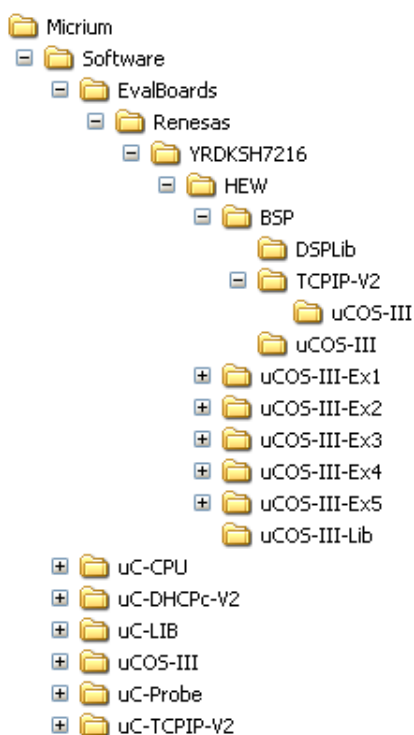 Micrium
Software
EvalBoards
Renesas
YRDKSH7216
HEW
BSP
DSPLib
TCPIP-V2
uCOS-III
uCOS-III
uCOS-III-Ex1
uCOS-III-Ex2
uCOS-III-Ex3
uCOS-III-Ex4
uCOS-III-Ex5
uCOS-III-Lib
uC-CPU
uC-DHCPc-V2
uC-LIB
uCOS-III
uC-Probe
uC-TCPIP-V2